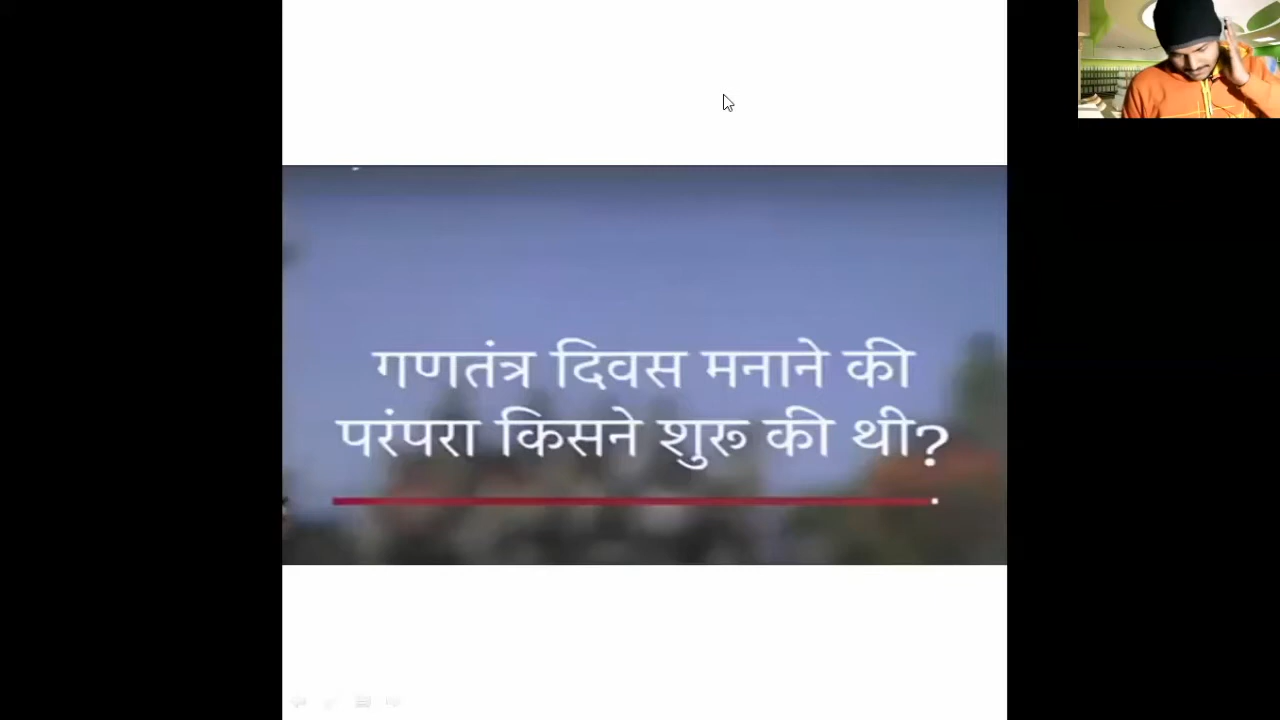 गणतंत्र दिवस मनाने की
परंपरा किसने शुरू की थी?